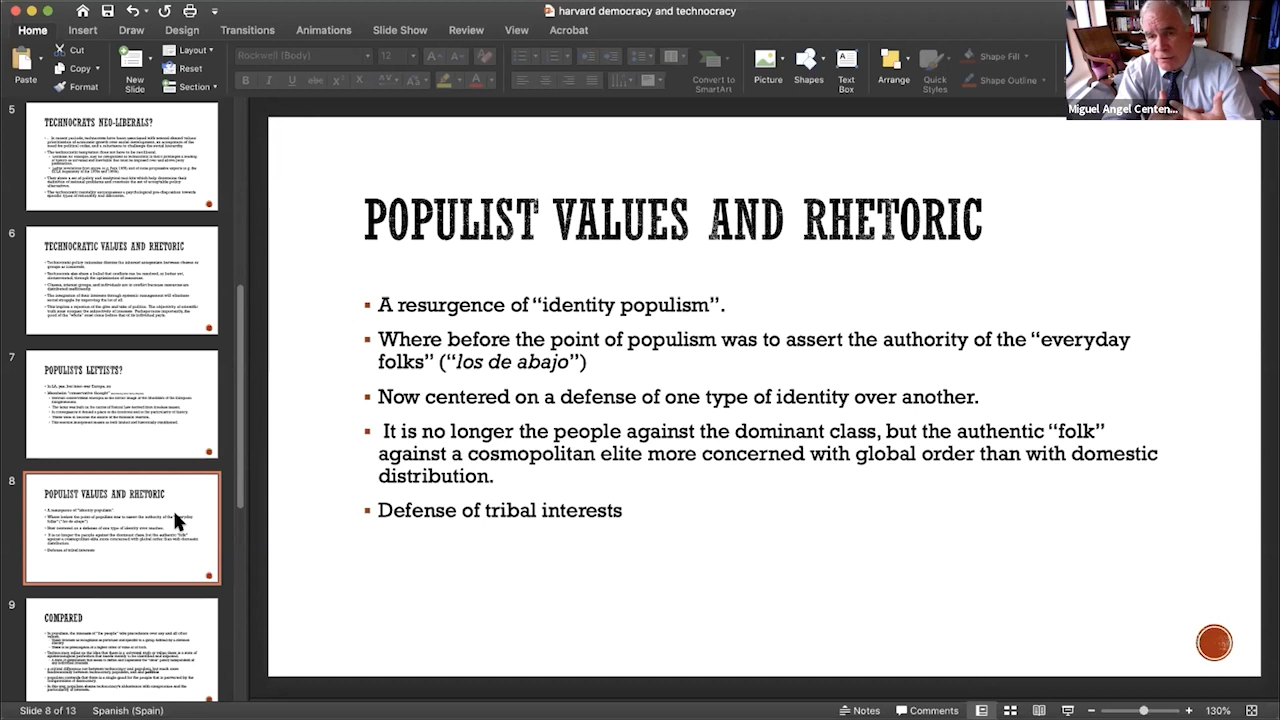 harvard democracy and technocracy
Home Insert Draw Design Transitions Animations Slide Show Review View Acrobat
Paste
Cut
Copy
Format
New Slide
Layout
Reset
Section
Rockwell (Body) 12
Convert to SmartArt
Picture
Shapes
Text Box
Arrange
Quick Styles
Shape Fill
Shape Outline
Miguel Angel Centen...
5
TECHNOCRATS NEO-LIBERALS?
6
TECHNOCRATIC VALUES AND RHETORIC
7
POPULISTS LEFTISTS?
8
POPULIST VALUES AND RHETORIC
9
COMPARED
POPULIST VALUES AND RHETORIC
A resurgence of “identity populism”.
Where before the point of populism was to assert the authority of the “everyday
folks” (“los de abajo”)
Now centered on a defense of one type of identity over another.
It is no longer the people against the dominant class, but the authentic “folk”
against a cosmopolitan elite more concerned with global order than with domestic
distribution.
Defense of tribal interests
Slide 8 of 13 Spanish (Spain) Notes Comments 130%